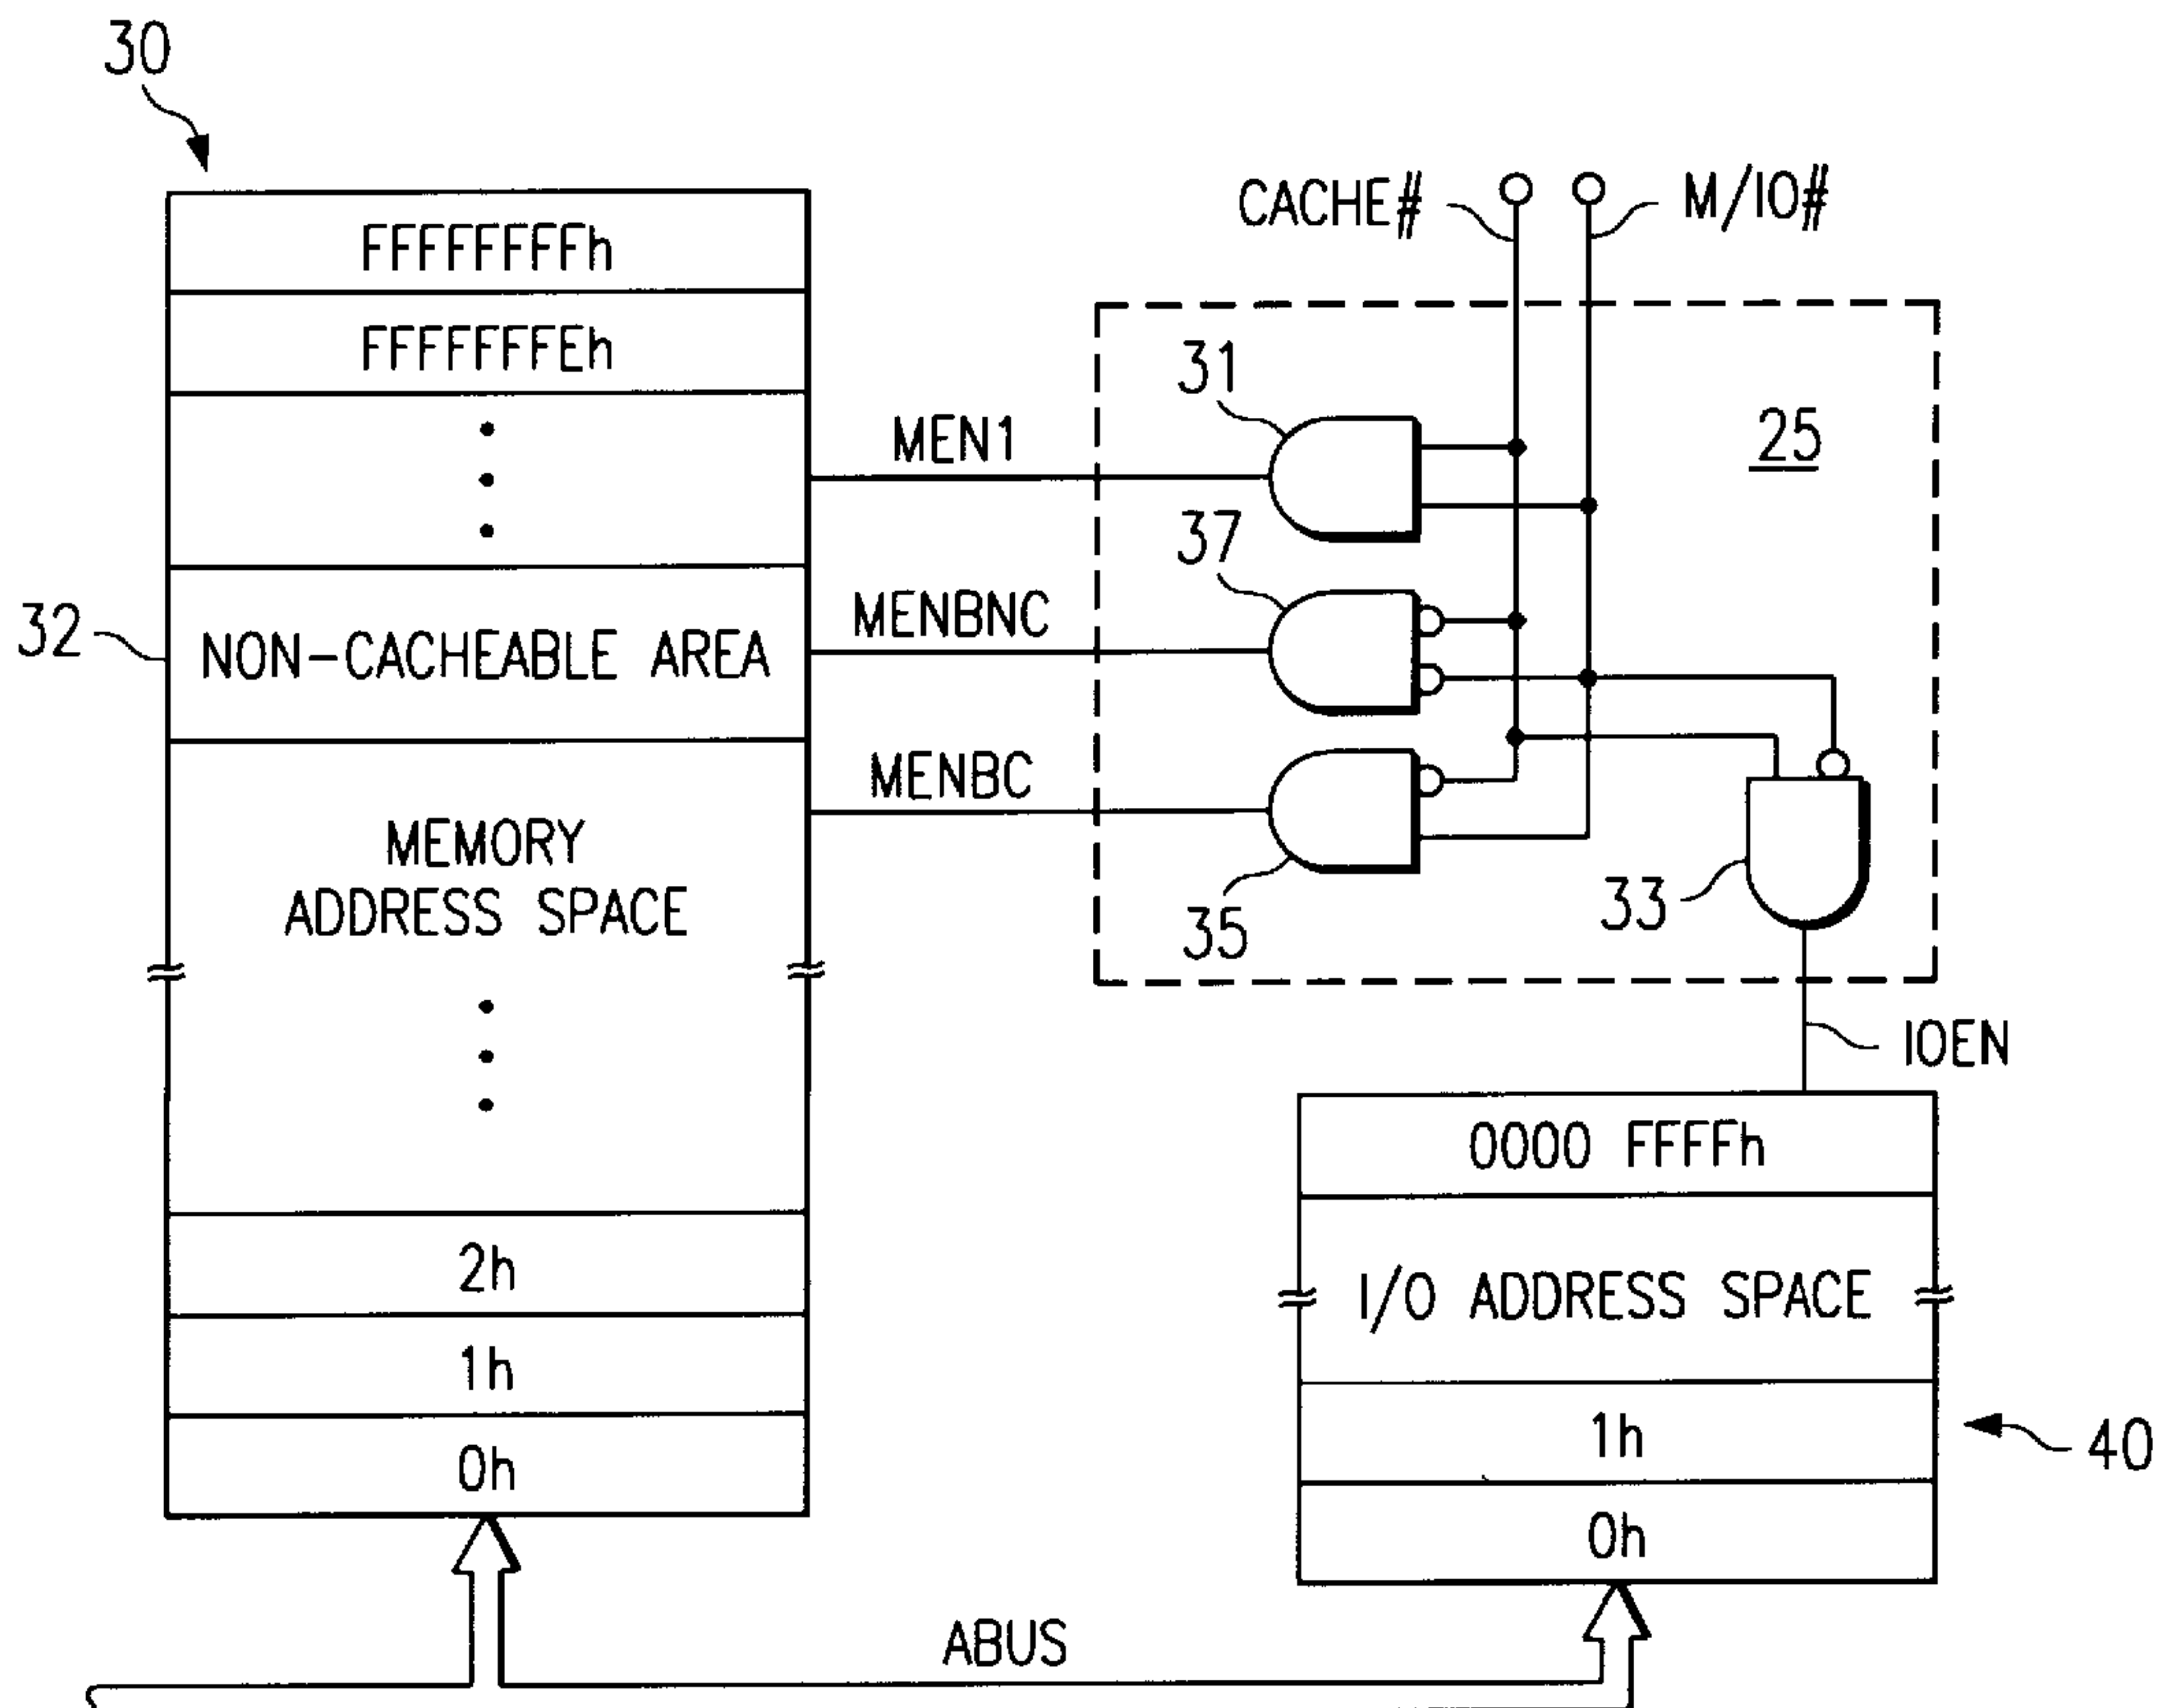 30
FFFFFFFFh
FFFFFFFEh
32
NON-CACHEABLE AREA
MEMORY
ADDRESS SPACE
2h
1h
0h
MEN1
MENBNC
MENBC
CACHE#
M/IO#
31
37
35
25
33
IOEN
0000 FFFFh
I/O ADDRESS SPACE
1h
0h
40
ABUS